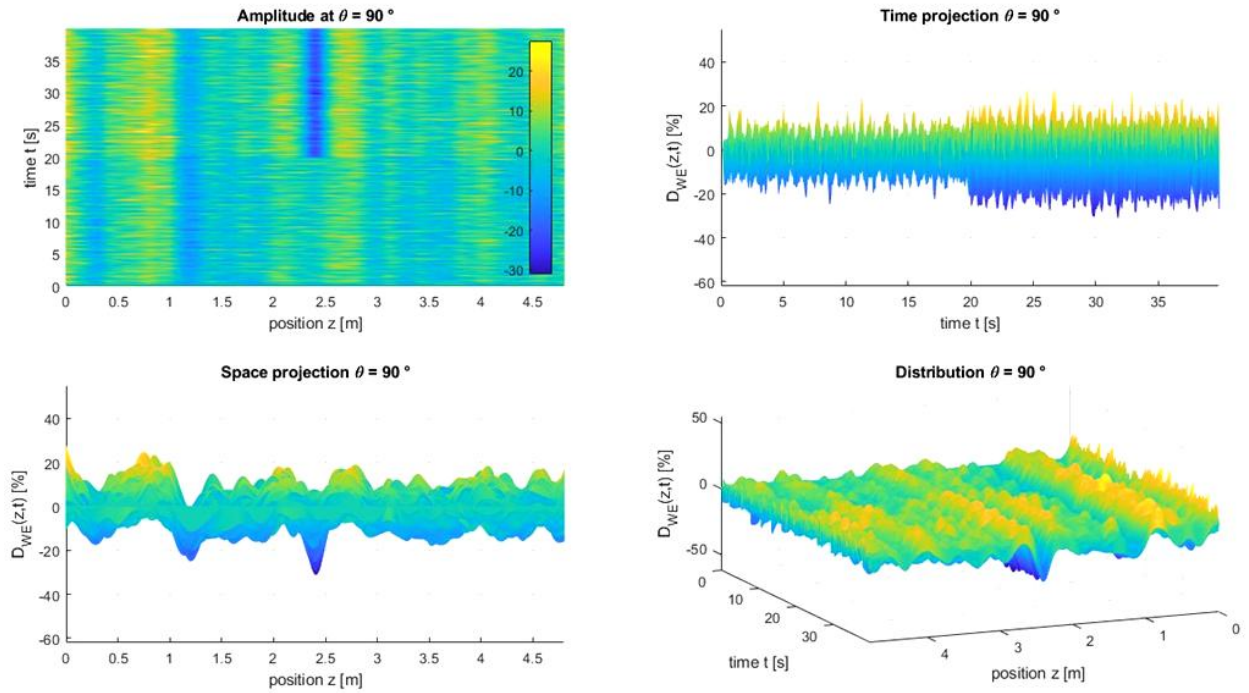 Amplitude at θ = 90 °
time t [s]
35
30
25
20
15
10
5
0
20
10
0
-10
-20
-30
0 0.5 1 1.5 2 2.5 3 3.5 4 4.5
position z [m]
Time projection θ = 90 °
D_WE(z,t) [%]
40
20
0
-20
-40
-60
0 5 10 15 20 25 30 35
time t [s]
Space projection θ = 90 °
D_WE(z,t) [%]
40
20
0
-20
-40
-60
0 0.5 1 1.5 2 2.5 3 3.5 4 4.5
position z [m]
Distribution θ = 90 °
D_WE(z,t) [%]
50
0
-50
0
10
20
30
time t [s]
4 3 2 1 0
position z [m]